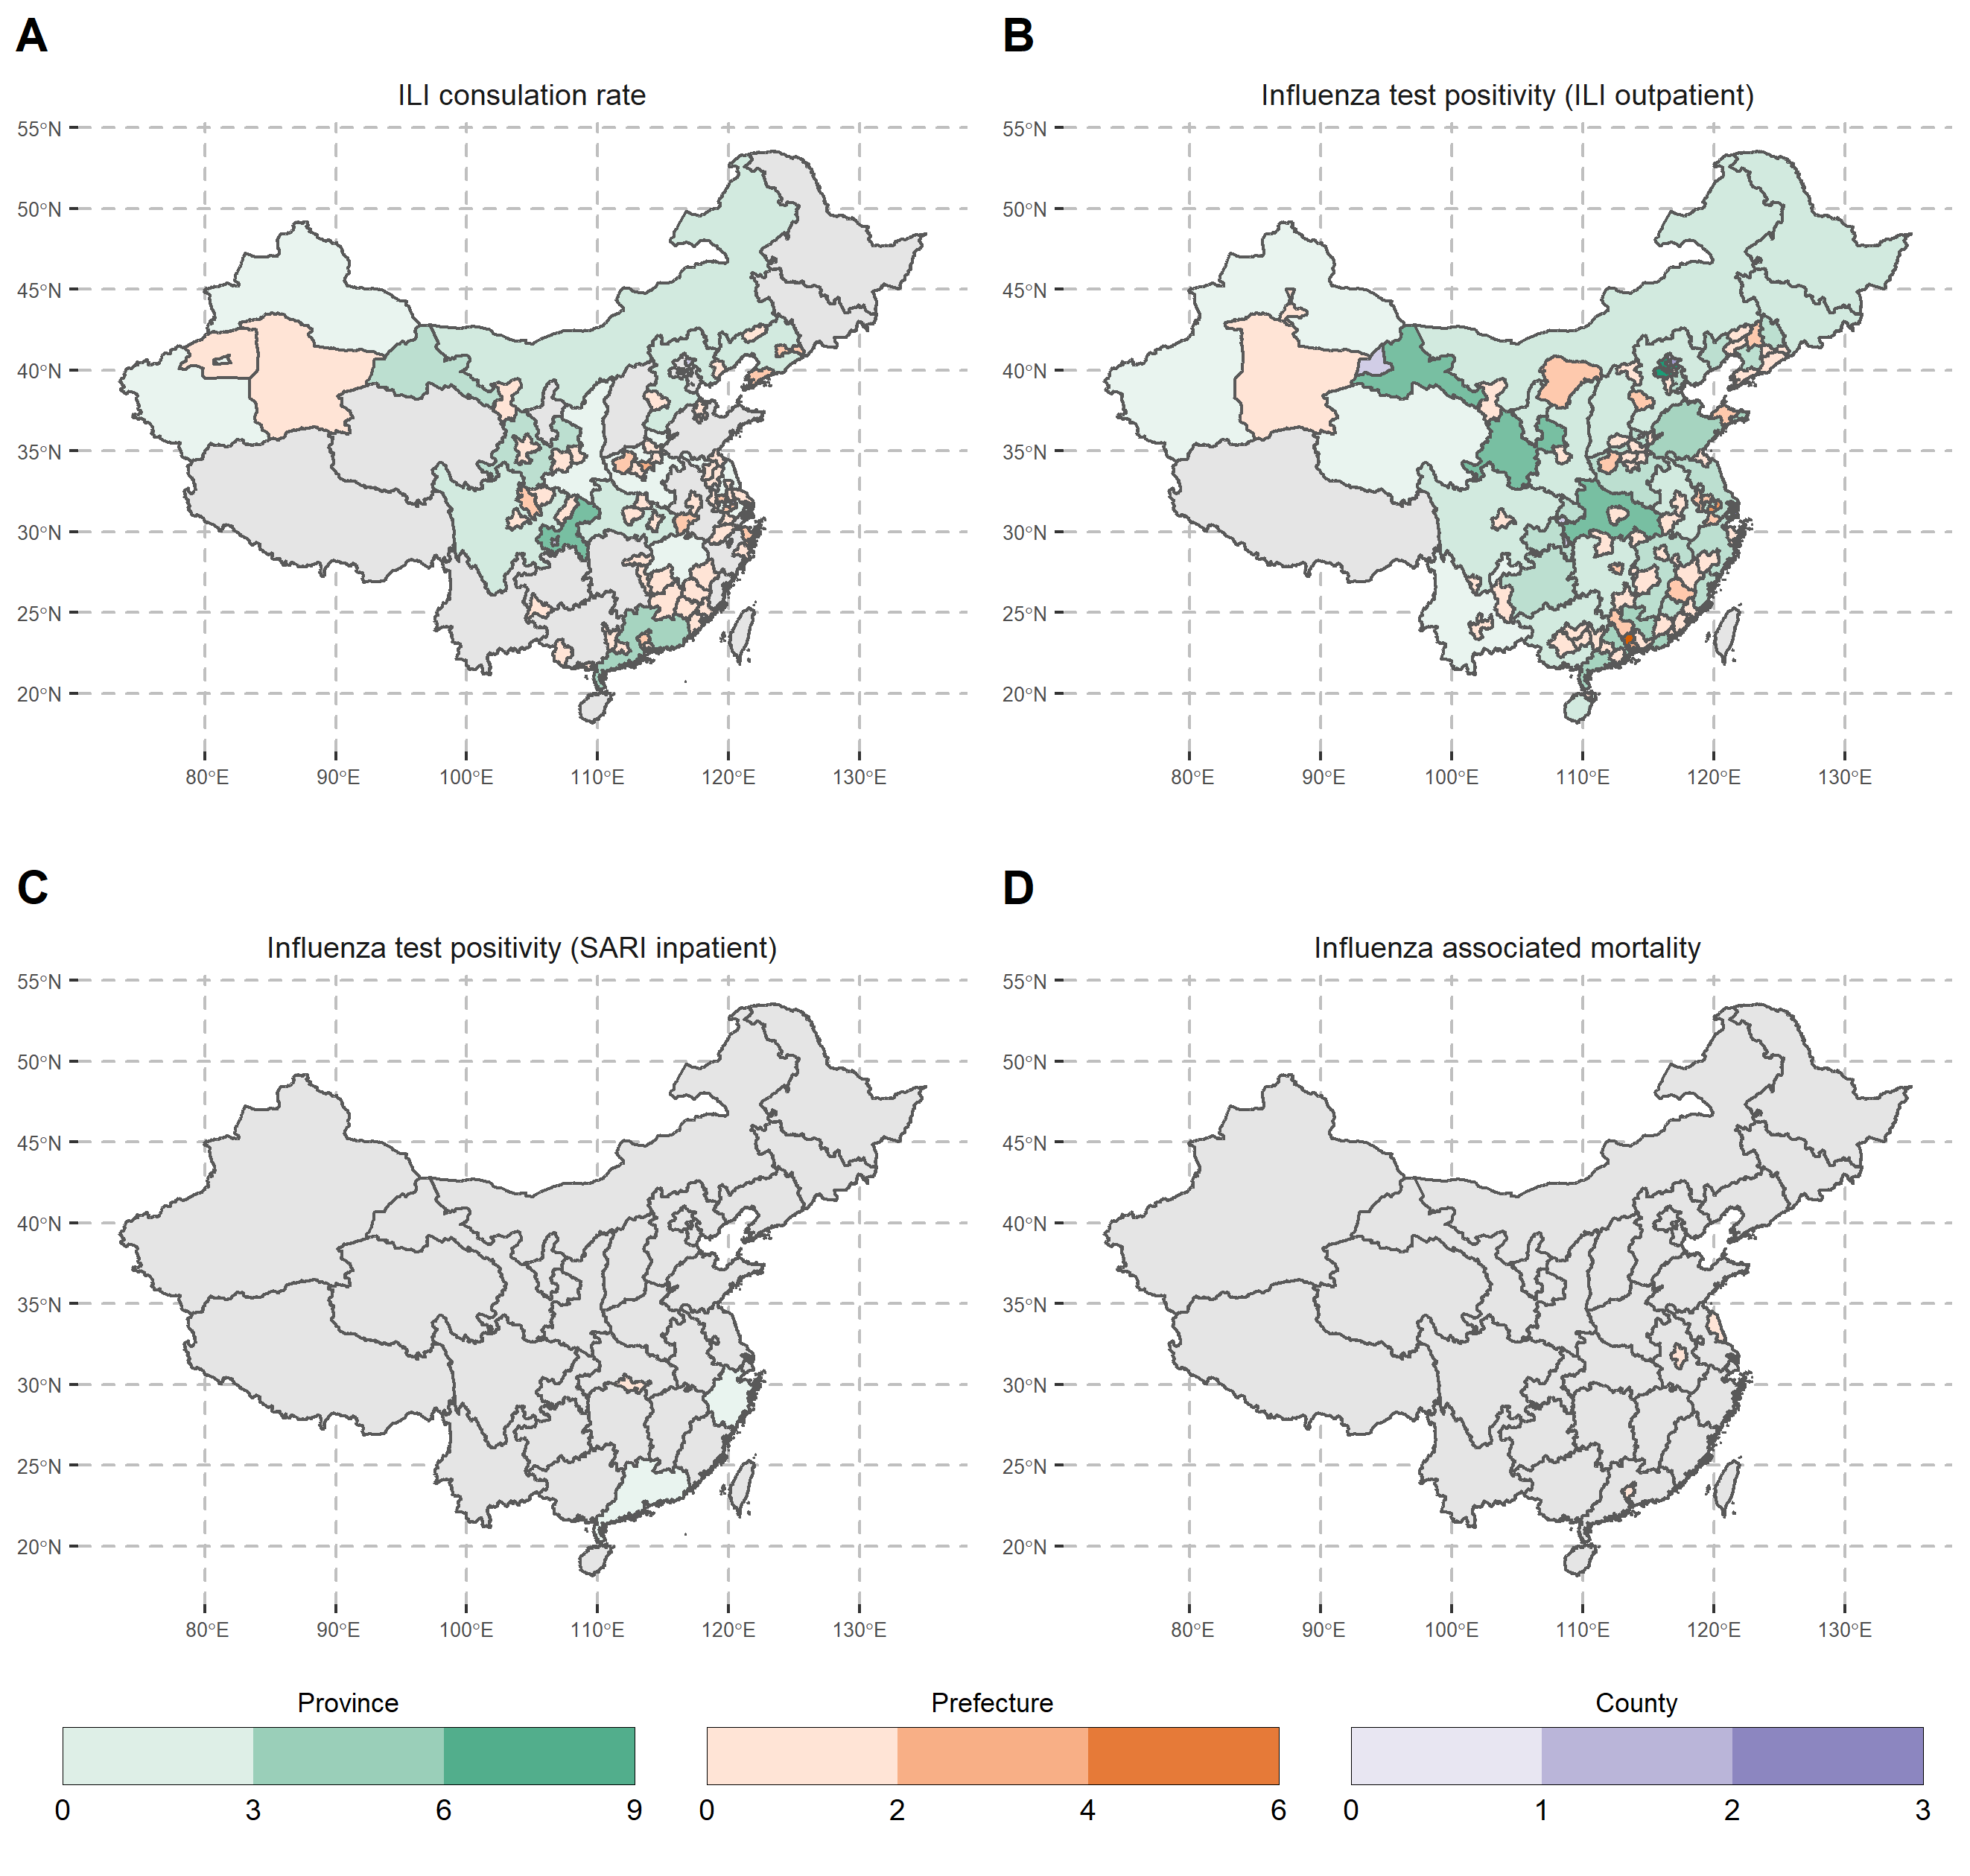 A
B
ILI consulation rate
Influenza test positivity (ILI outpatient)
55°N
50°N
45°N
40°N
35°N
30°N
25°N
20°N
80°E 90°E 100°E 110°E 120°E 130°E
55°N
50°N
45°N
40°N
35°N
30°N
25°N
20°N
80°E 90°E 100°E 110°E 120°E 130°E
C
D
Influenza test positivity (SARI inpatient)
Influenza associated mortality
55°N
50°N
45°N
40°N
35°N
30°N
25°N
20°N
80°E 90°E 100°E 110°E 120°E 130°E
55°N
50°N
45°N
40°N
35°N
30°N
25°N
20°N
80°E 90°E 100°E 110°E 120°E 130°E
Province
0 3 6 9
Prefecture
0 2 4 6
County
0 1 2 3